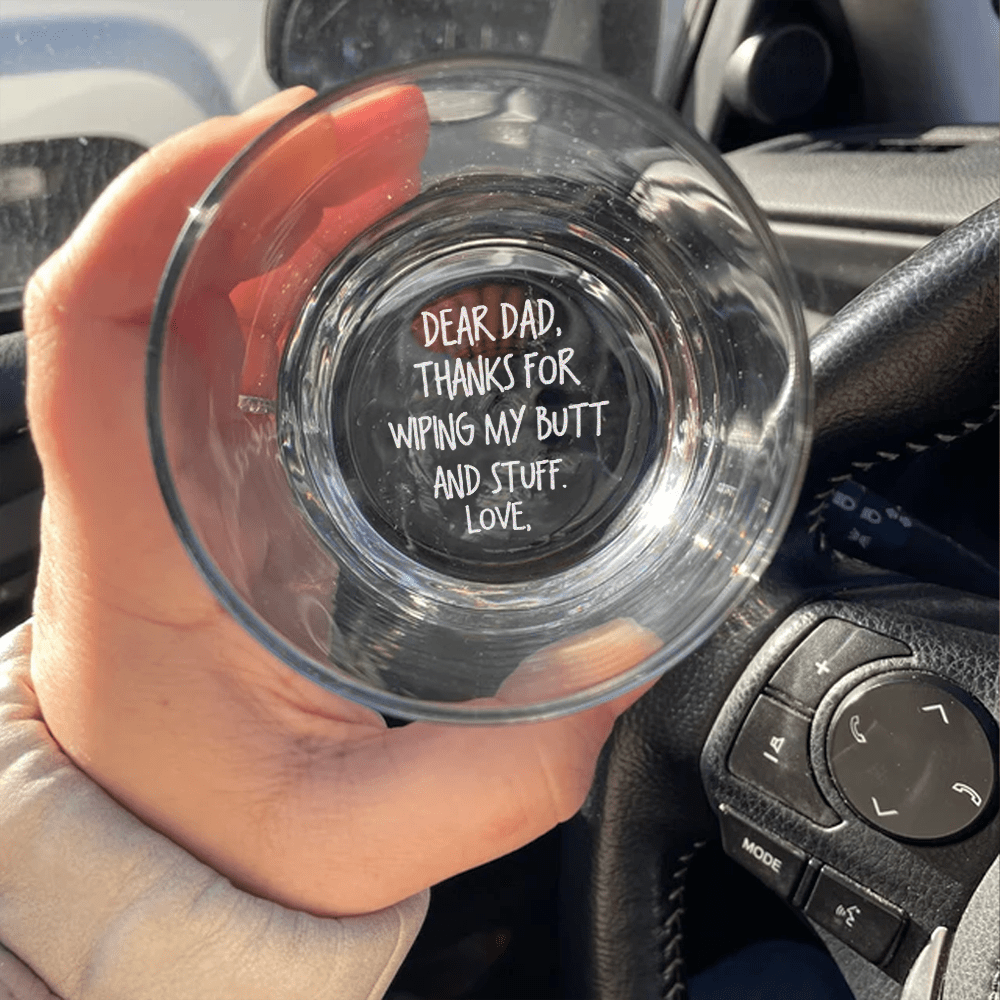 DEAR DAD,
THANKS FOR
WIPING MY BUTT
AND STUFF.
LOVE,
+
MODE